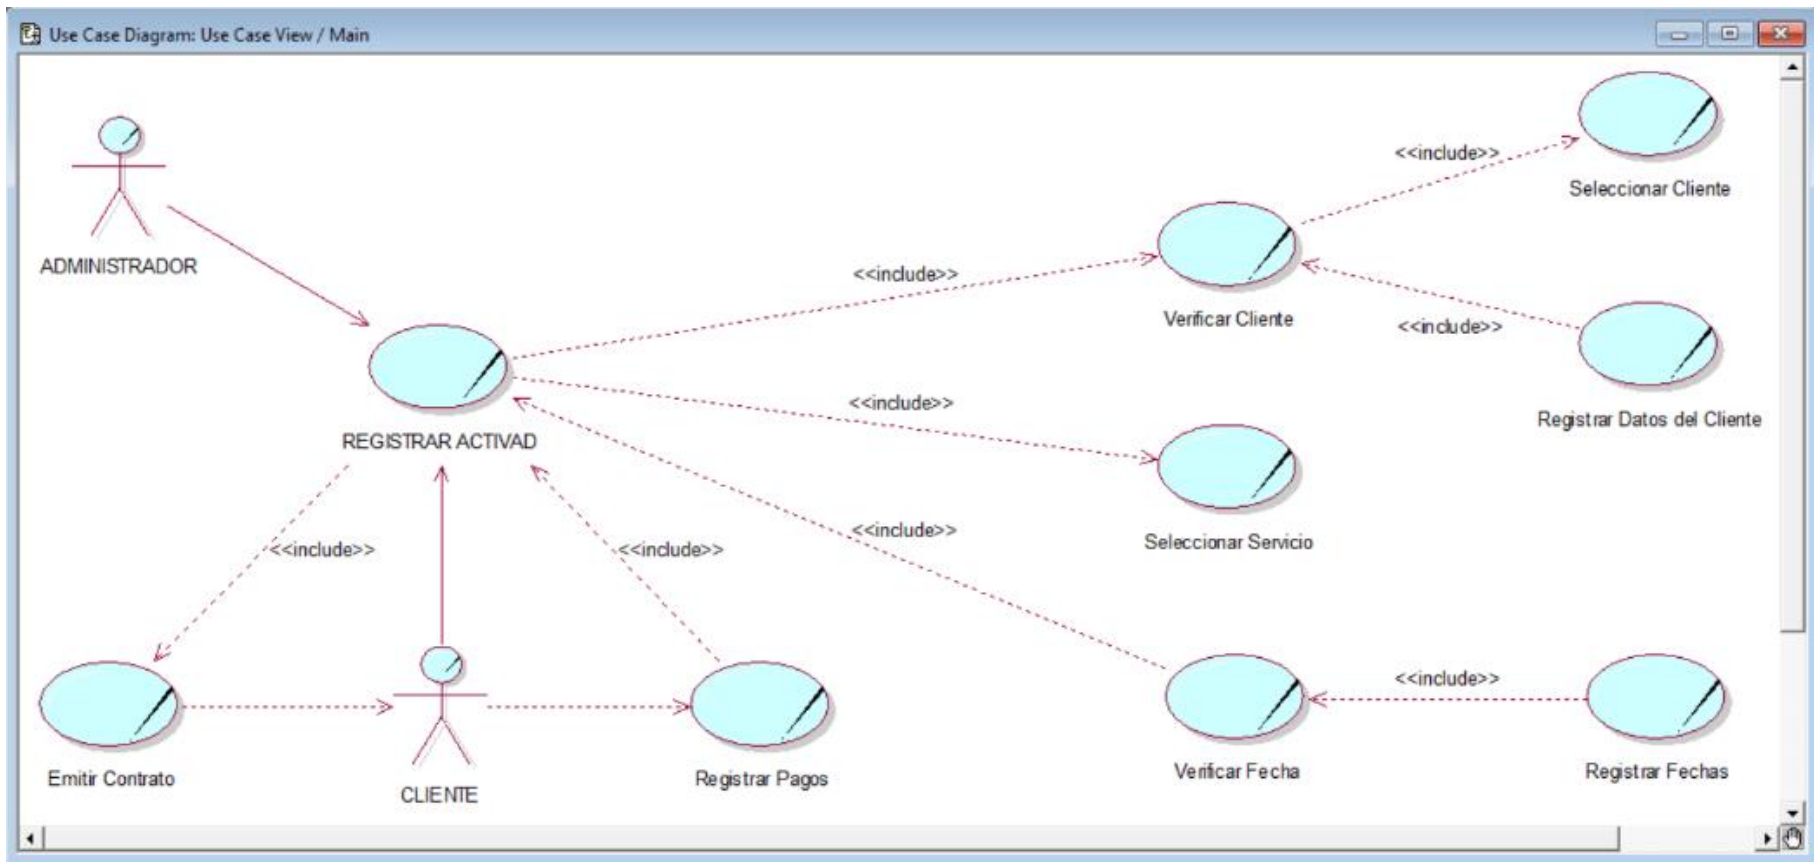 Use Case Diagram: Use Case View / Main
<<include>>
Seleccionar Cliente
ADMINISTRADOR
<<include>>
Verificar Cliente
<<include>>
<<include>>
Registrar Datos del Cliente
REGISTRAR ACTIVAD
<<include>>
Seleccionar Servicio
<<include>>
<<include>>
<<include>>
Emitir Contrato
CLIENTE
Registrar Pagos
Verificar Fecha
<<include>>
Registrar Fechas